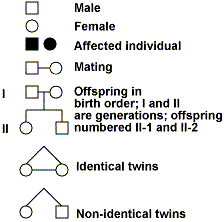 Male
Female
Affected individual
Mating
I
Offspring in
birth order; I and II
are generations; offspring
numbered II-1 and II-2
II
Identical twins
Non-identical twins